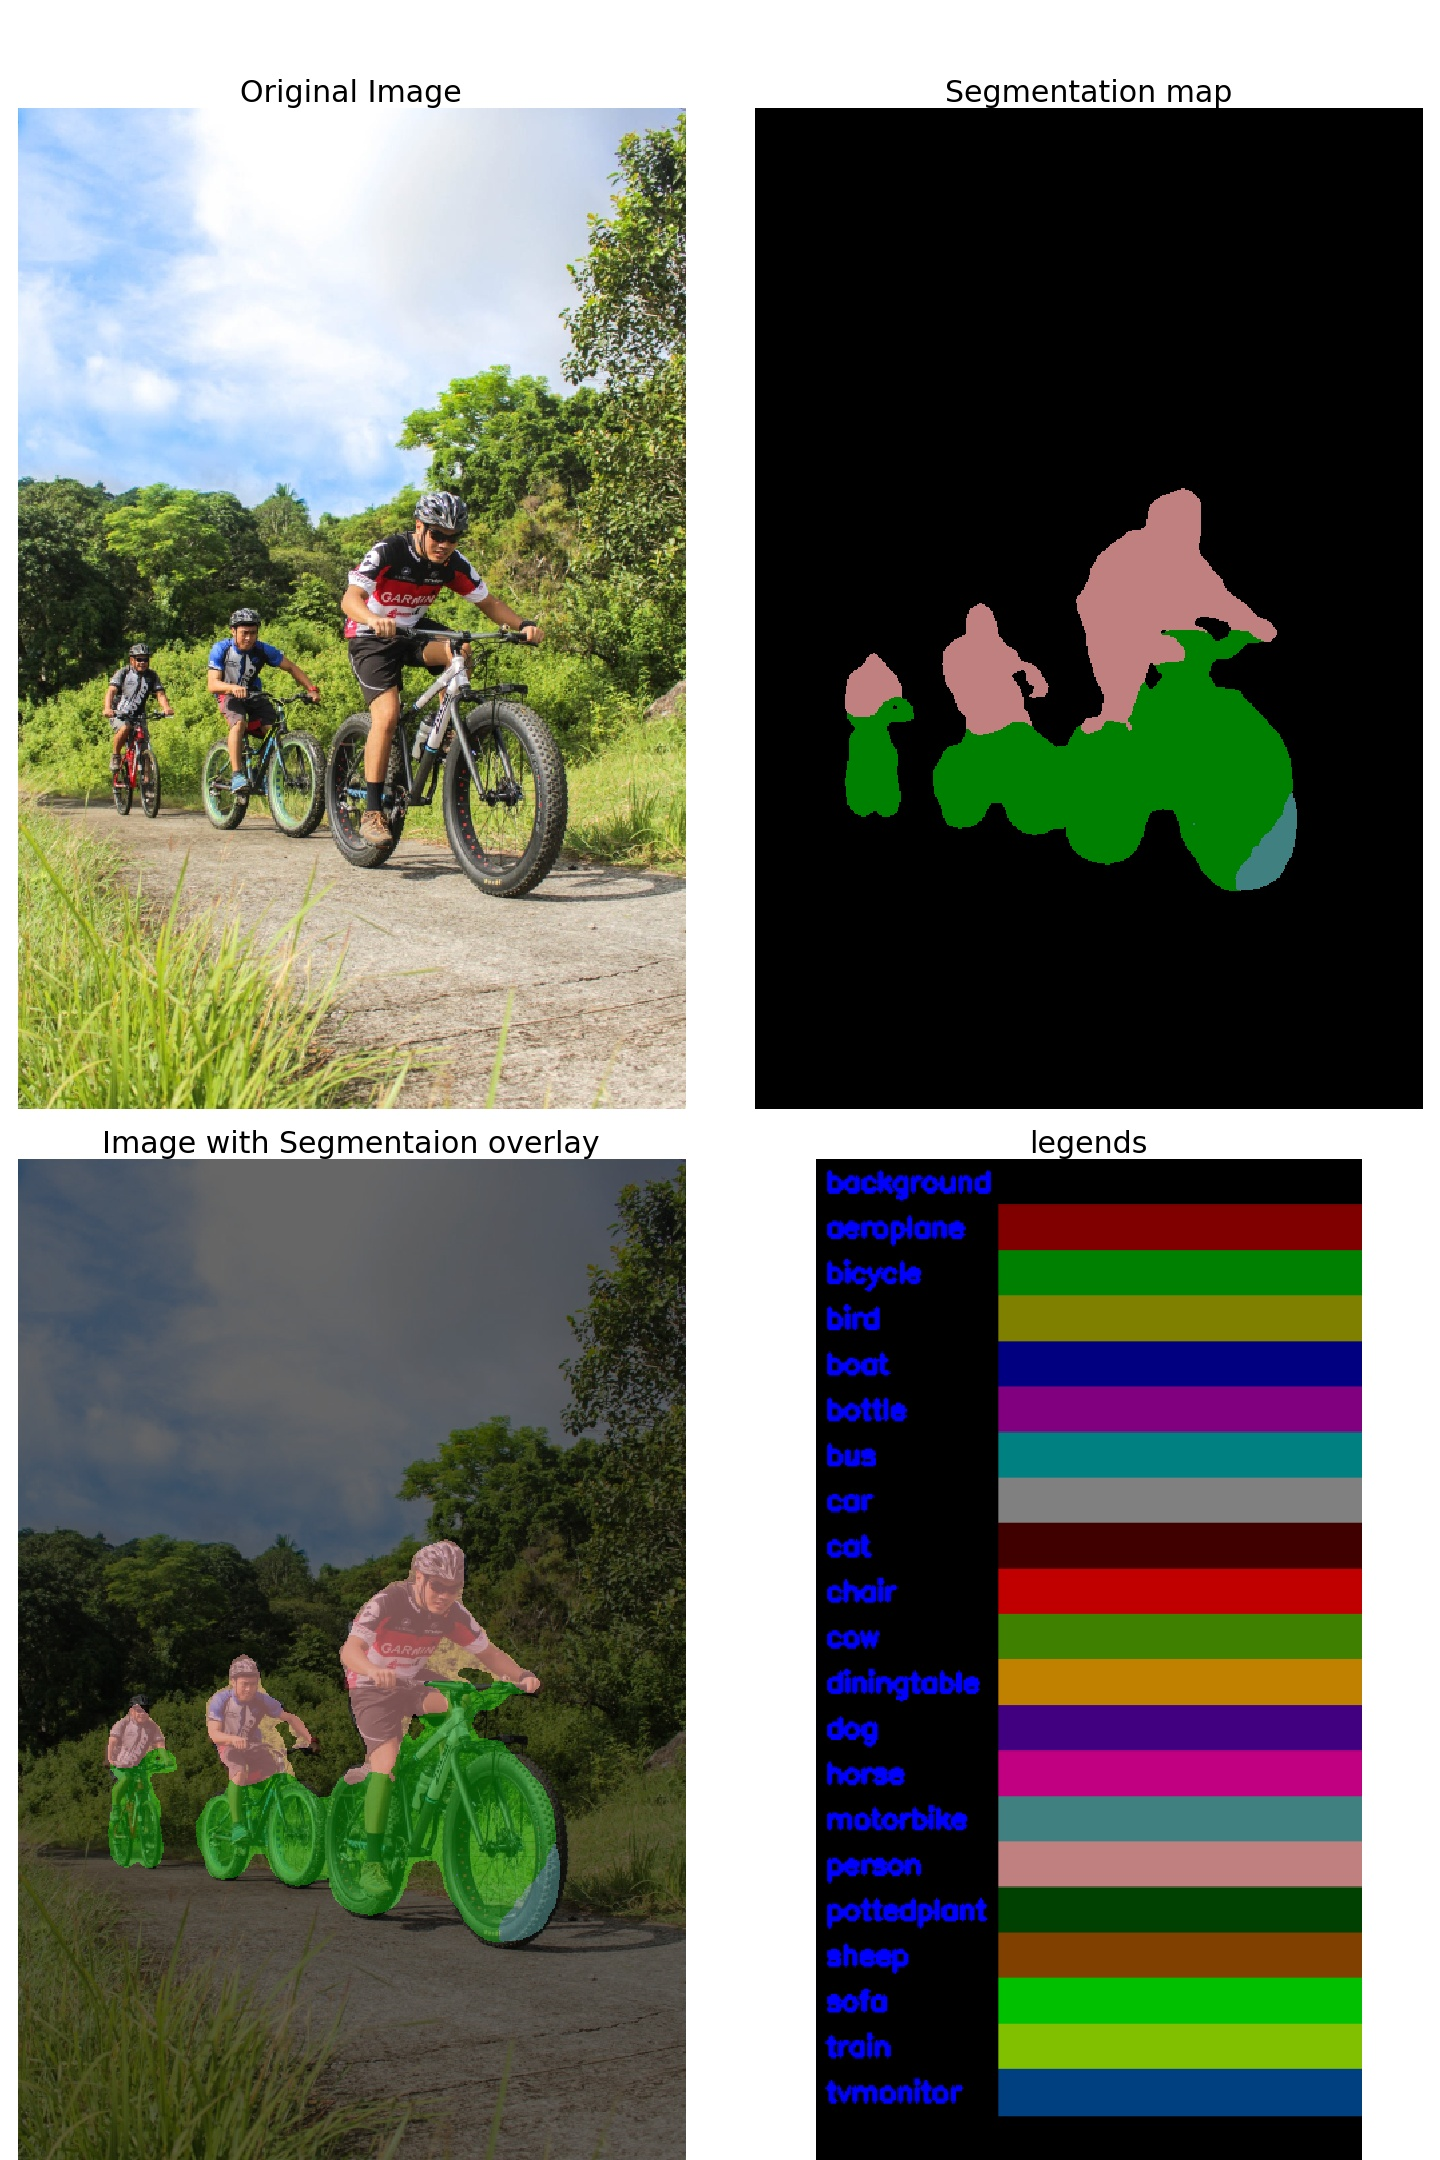 Original Image
Segmentation map
GARMIN
Image with Segmentaion overlay
legends
GARMIN
background
aeroplane
bicycle
bird
boat
bottle
bus
car
cat
chair
cow
diningtable
dog
horse
motorbike
person
pottedplant
sheep
sofa
train
tvmonitor